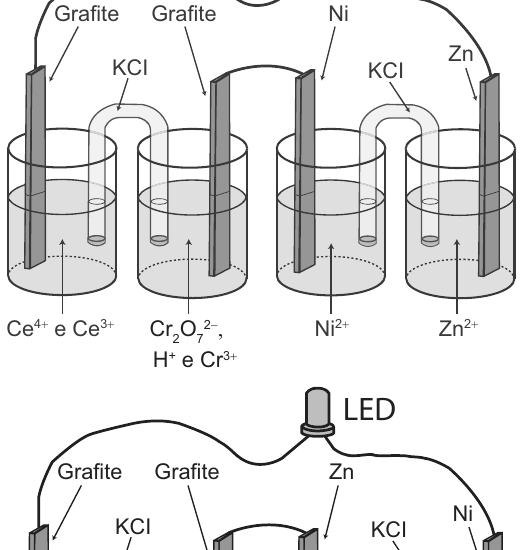 Grafite Grafite Ni
Zn
KCl KCl
Ce⁴⁺ e Ce³⁺ Cr₂O₇²⁻, Ni²⁺ Zn²⁺
H⁺ e Cr³⁺
LED
Grafite Grafite Zn
Ni
KCl KCl